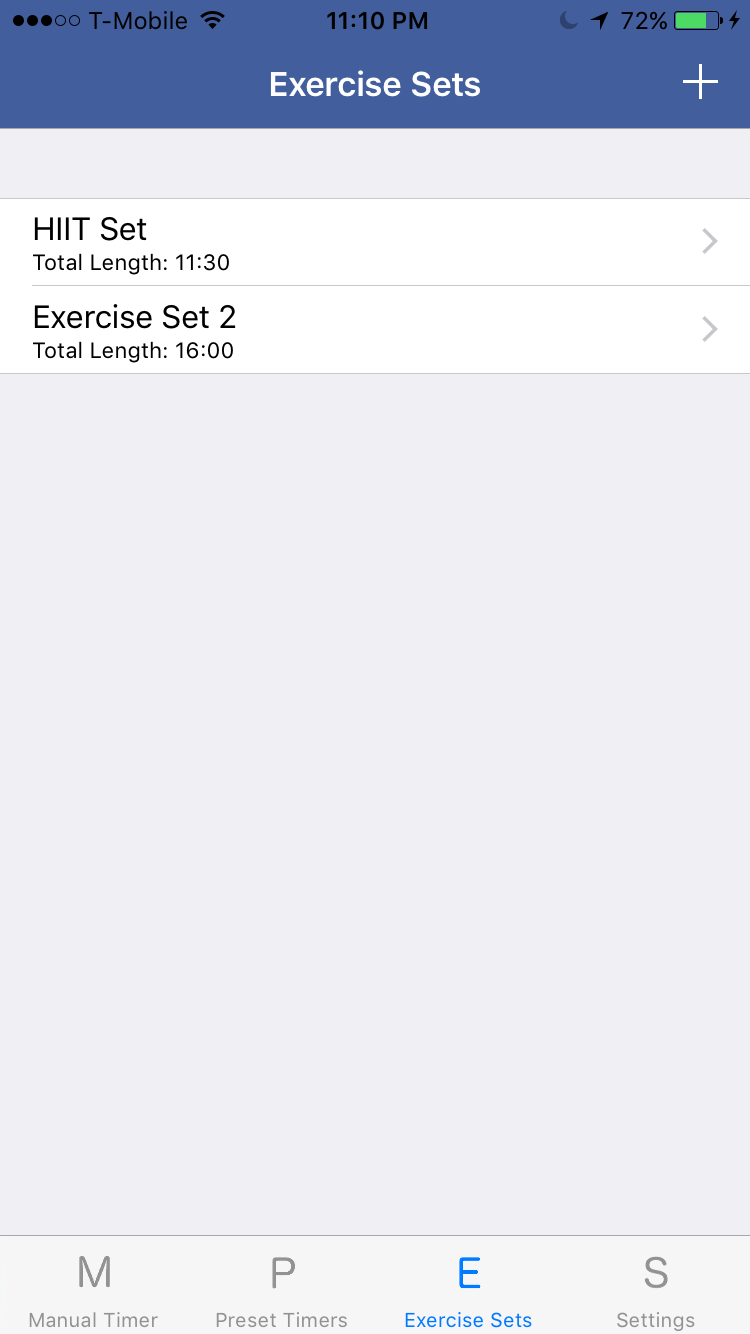 T-Mobile 11:10 PM 72%
Exercise Sets
HIIT Set
Total Length: 11:30
Exercise Set 2
Total Length: 16:00
M P E S
Manual Timer Preset Timers Exercise Sets Settings